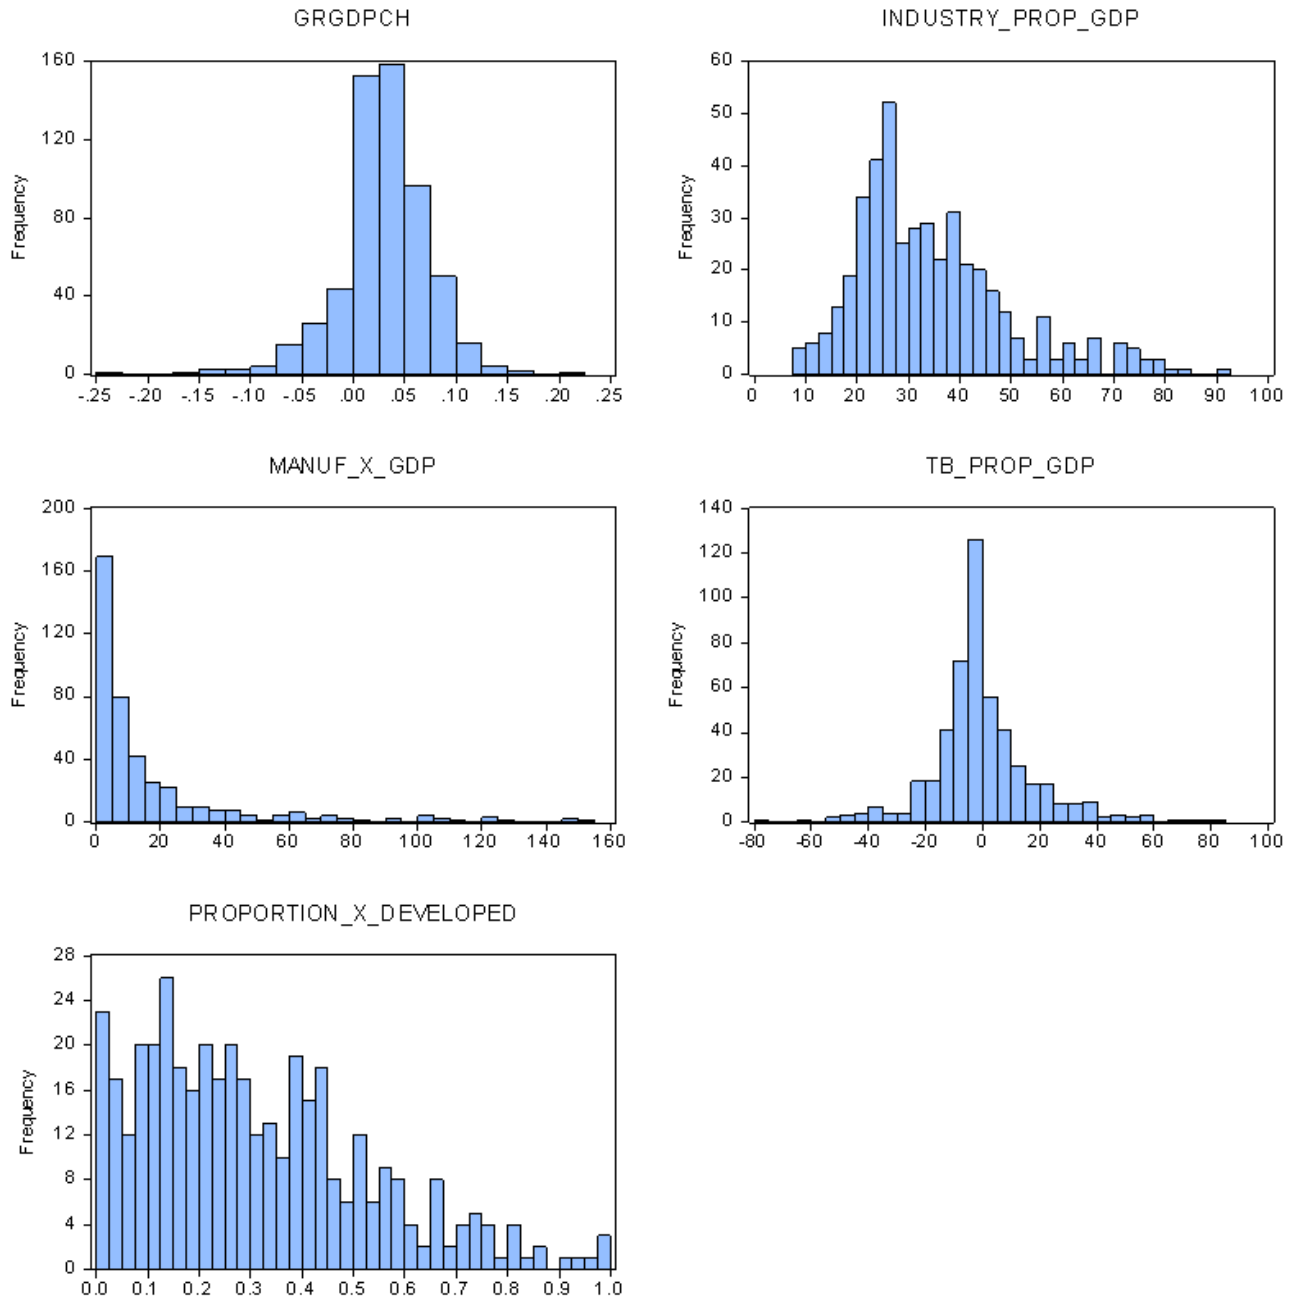 GRGDPCH
160
120
80
40
0
Frequency
-.25 -.20 -.15 -.10 -.05 .00 .05 .10 .15 .20 .25
INDUSTRY_PROP_GDP
60
50
40
30
20
10
0
Frequency
0 10 20 30 40 50 60 70 80 90 100
MANUF_X_GDP
200
160
120
80
40
0
Frequency
0 20 40 60 80 100 120 140 160
TB_PROP_GDP
140
120
100
80
60
40
20
0
Frequency
-80 -60 -40 -20 0 20 40 60 80 100
PROPORTION_X_DEVELOPED
28
24
20
16
12
8
4
0
Frequency
0.0 0.1 0.2 0.3 0.4 0.5 0.6 0.7 0.8 0.9 1.0